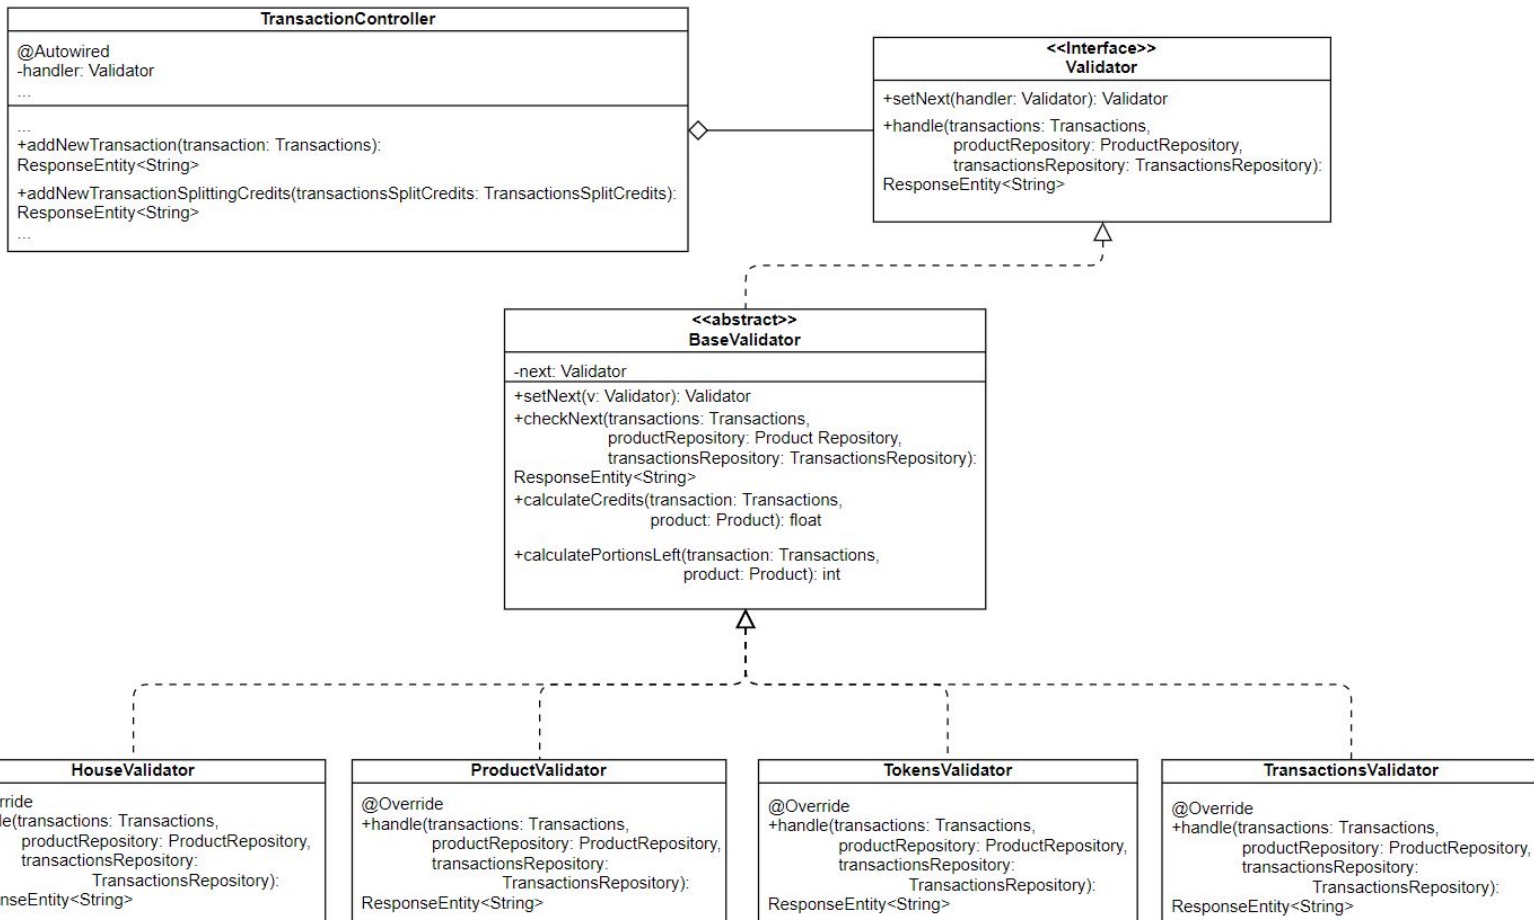 TransactionController
@Autowired
-handler: Validator
...
...
+addNewTransaction(transaction: Transactions):
ResponseEntity<String>
+addNewTransactionSplittingCredits(transactionsSplitCredits: TransactionsSplitCredits):
ResponseEntity<String>
...
<<Interface>>
Validator
+setNext(handler: Validator): Validator
+handle(transactions: Transactions,
productRepository: ProductRepository,
transactionsRepository: TransactionsRepository):
ResponseEntity<String>
<<abstract>>
BaseValidator
-next: Validator
+setNext(v: Validator): Validator
+checkNext(transactions: Transactions,
productRepository: Product Repository,
transactionsRepository: TransactionsRepository):
ResponseEntity<String>
+calculateCredits(transaction: Transactions,
product: Product): float
+calculatePortionsLeft(transaction: Transactions,
product: Product): int
HouseValidator
rride
le(transactions: Transactions,
productRepository: ProductRepository,
transactionsRepository:
TransactionsRepository):
nseEntity<String>
ProductValidator
@Override
+handle(transactions: Transactions,
productRepository: ProductRepository,
transactionsRepository:
TransactionsRepository):
ResponseEntity<String>
TokensValidator
@Override
+handle(transactions: Transactions,
productRepository: ProductRepository,
transactionsRepository:
TransactionsRepository):
ResponseEntity<String>
TransactionsValidator
@Override
+handle(transactions: Transactions,
productRepository: ProductRepository,
transactionsRepository:
TransactionsRepository):
ResponseEntity<String>